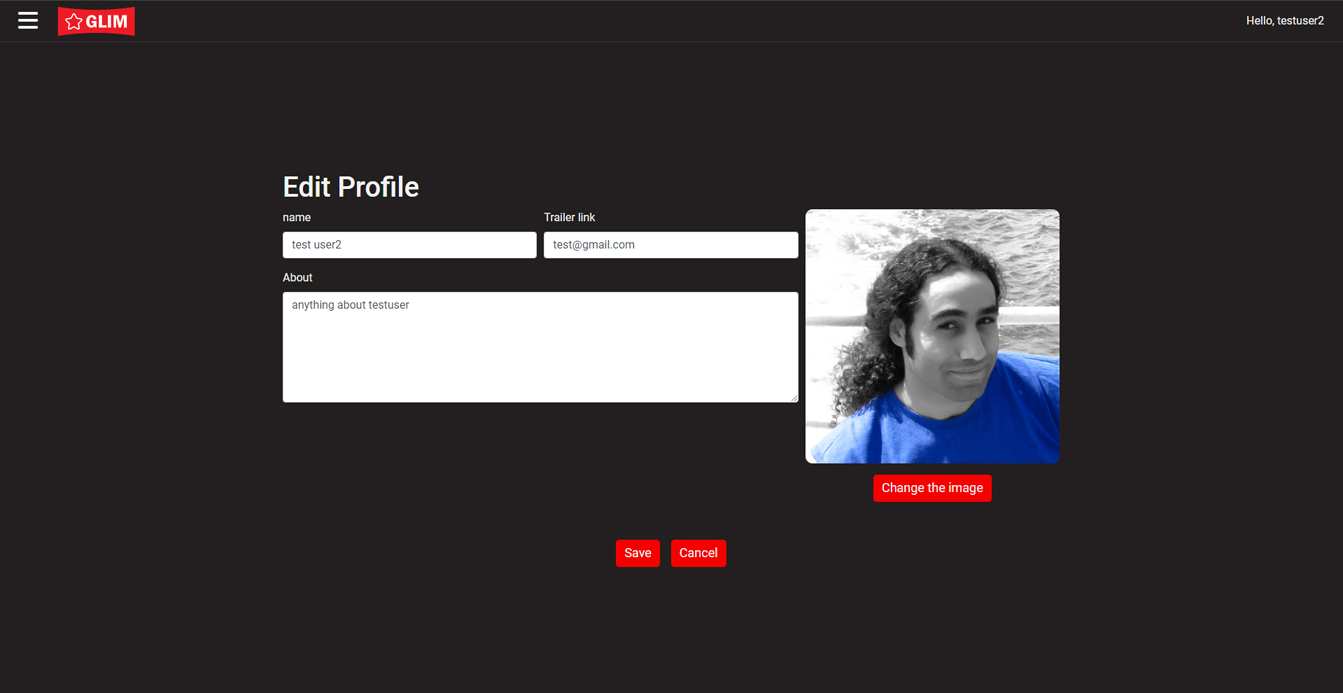 GLIM
Hello, testuser2
Edit Profile
name
Trailer link
test user2
test@gmail.com
About
anything about testuser
Change the image
Save
Cancel